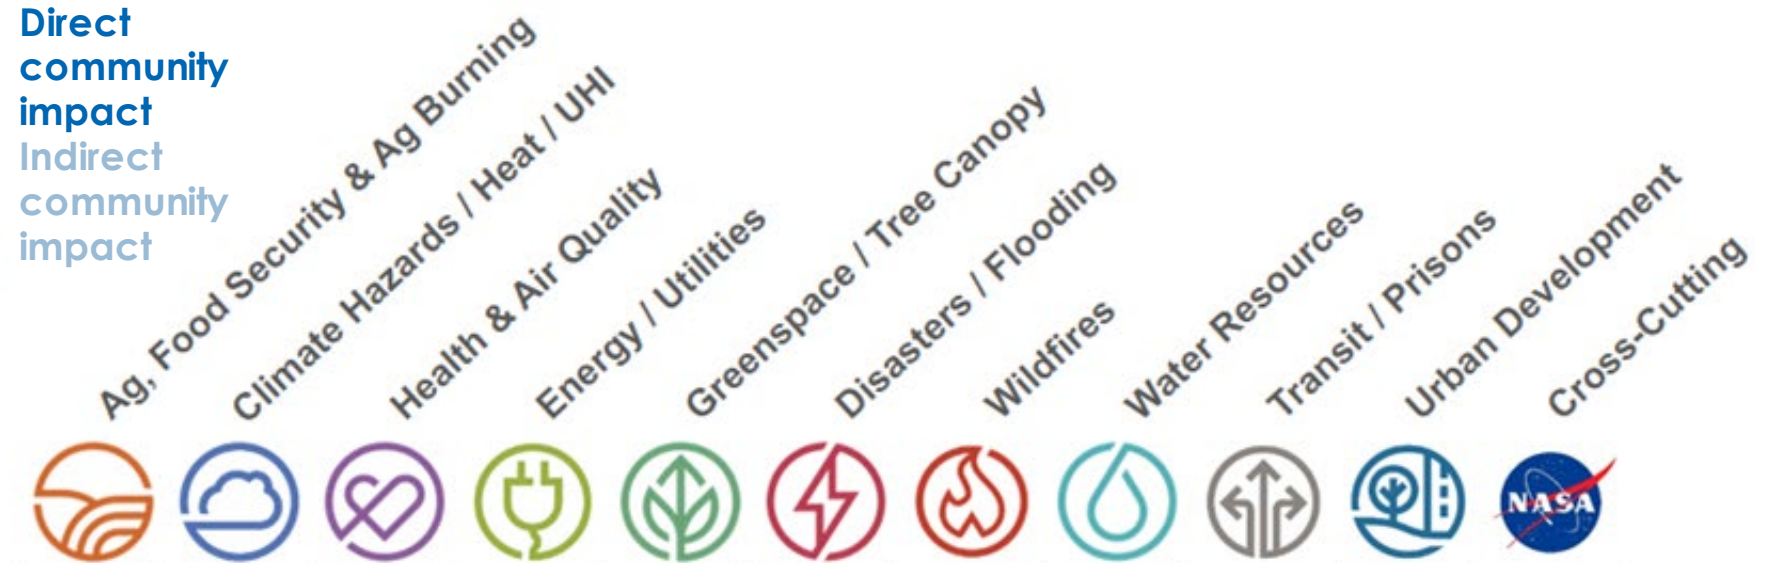 Direct
community
impact
Indirect
community
impact
Ag, Food Security & Ag Burning
Climate Hazards / Heat / UHI
Health & Air Quality
Energy / Utilities
Greenspace / Tree Canopy
Disasters / Flooding
Wildfires
Water Resources
Transit / Prisons
Urban Development
Cross-Cutting
NASA